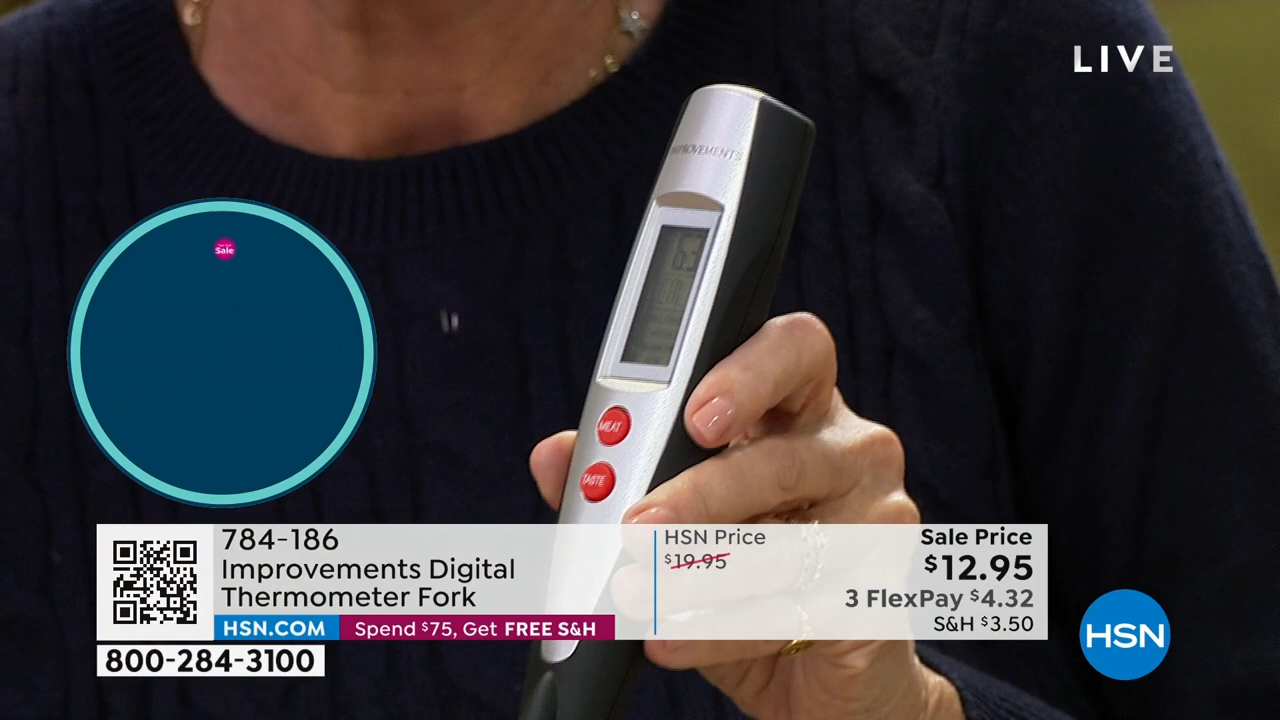 LIVE
IMPROVEMENTS
Sale
63
MEAT
TASTE
784-186
Improvements Digital
Thermometer Fork
HSN.COM
Spend $75, Get FREE S&H
800-284-3100
HSN Price
$19.95
Sale Price
$12.95
3 FlexPay $4.32
S&H $3.50
HSN